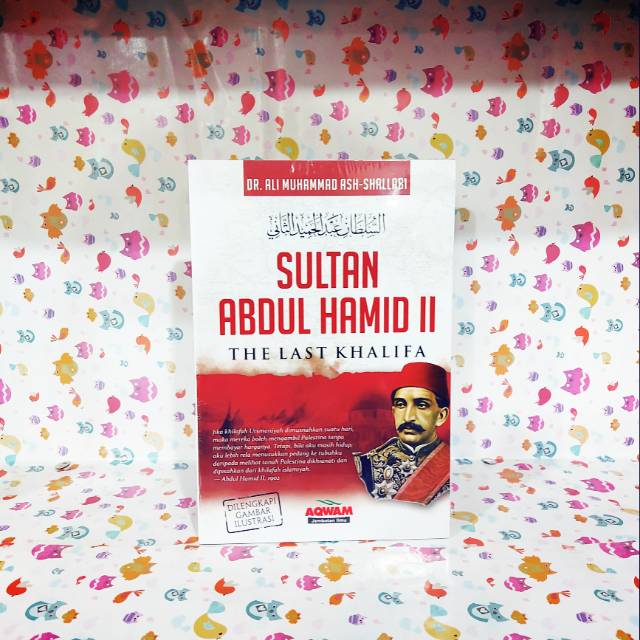 DR. ALI MUHAMMAD ASH-SHALLABI
السلطان عبد الحميد الثاني
SULTAN
ABDUL HAMID II
THE LAST KHALIFA
Jika khilafah Utsmaniyah dimusnahkan suatu hari,
maka mereka boleh mengambil Palestina tanpa
membayar harganya. Tetapi, bila aku masih hidup,
aku lebih rela menusukkan pedang ke tubuhku
daripada melihat tanah Palestina dikhianati dan
dipisahkan dari khilafah islamiyah.
— Abdul Hamid II, 1902
DILENGKAPI
GAMBAR
ILUSTRASI
AQWAM
Jembatan Ilmu